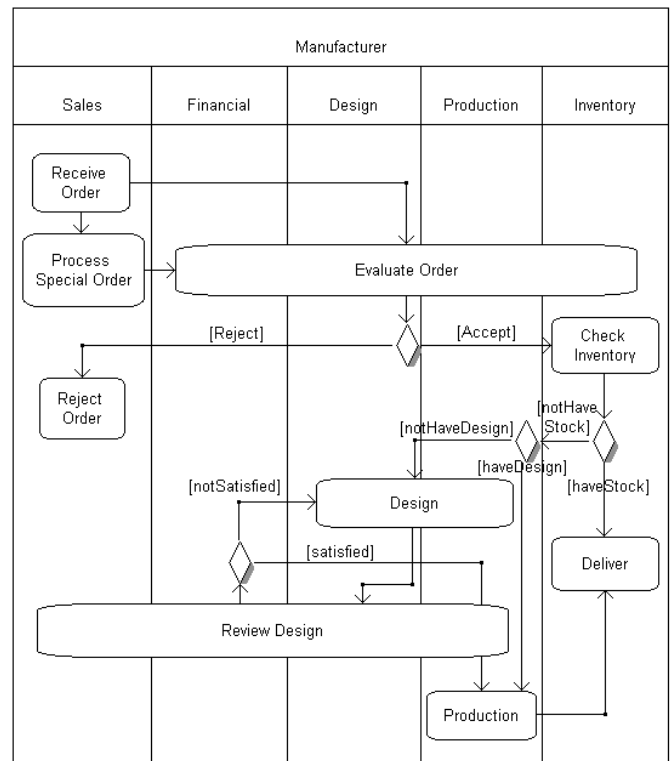 Manufacturer
Sales
Financial
Design
Production
Inventory
Receive
Order
Process
Special Order
Evaluate Order
[Reject]
[Accept]
Check
Inventory
Reject
Order
[notHave
Stock]
[notHaveDesign]
[haveDesign]
[haveStock]
[notSatisfied]
Design
[satisfied]
Deliver
Review Design
Production